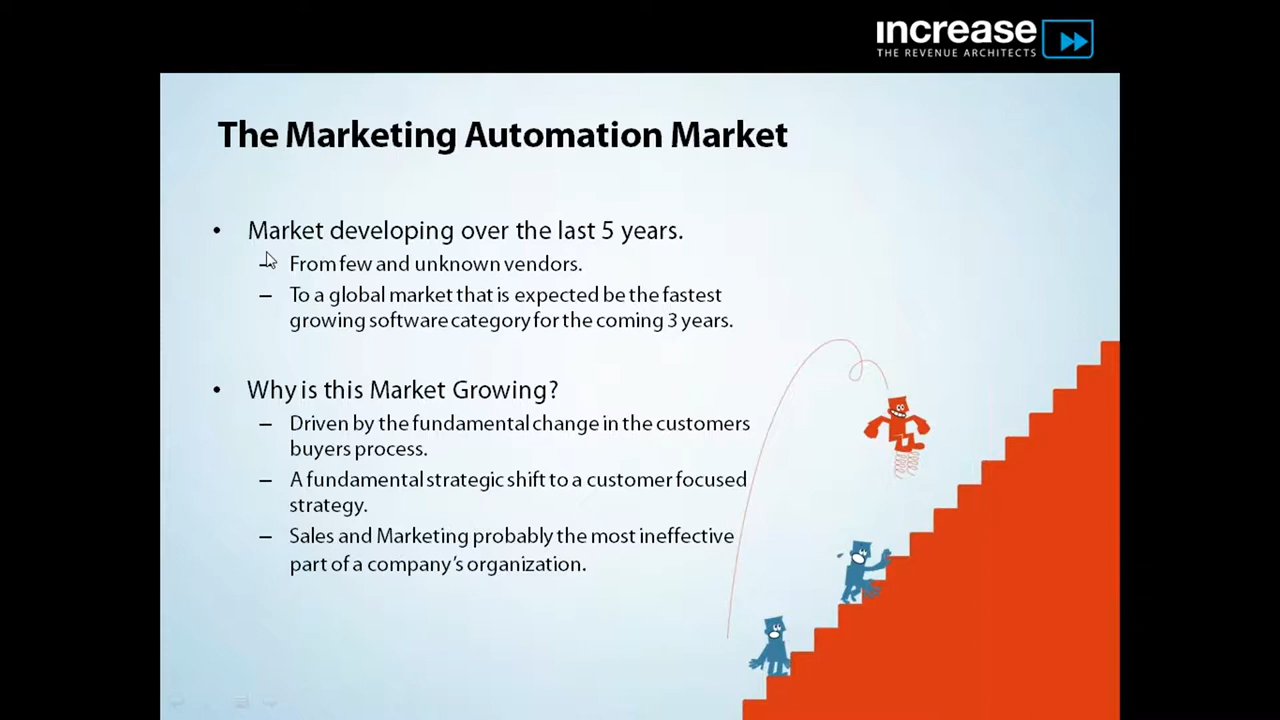 increase
THE REVENUE ARCHITECTS
The Marketing Automation Market
• Market developing over the last 5 years.
– From few and unknown vendors.
– To a global market that is expected be the fastest
growing software category for the coming 3 years.
• Why is this Market Growing?
– Driven by the fundamental change in the customers
buyers process.
– A fundamental strategic shift to a customer focused
strategy.
– Sales and Marketing probably the most ineffective
part of a company's organization.